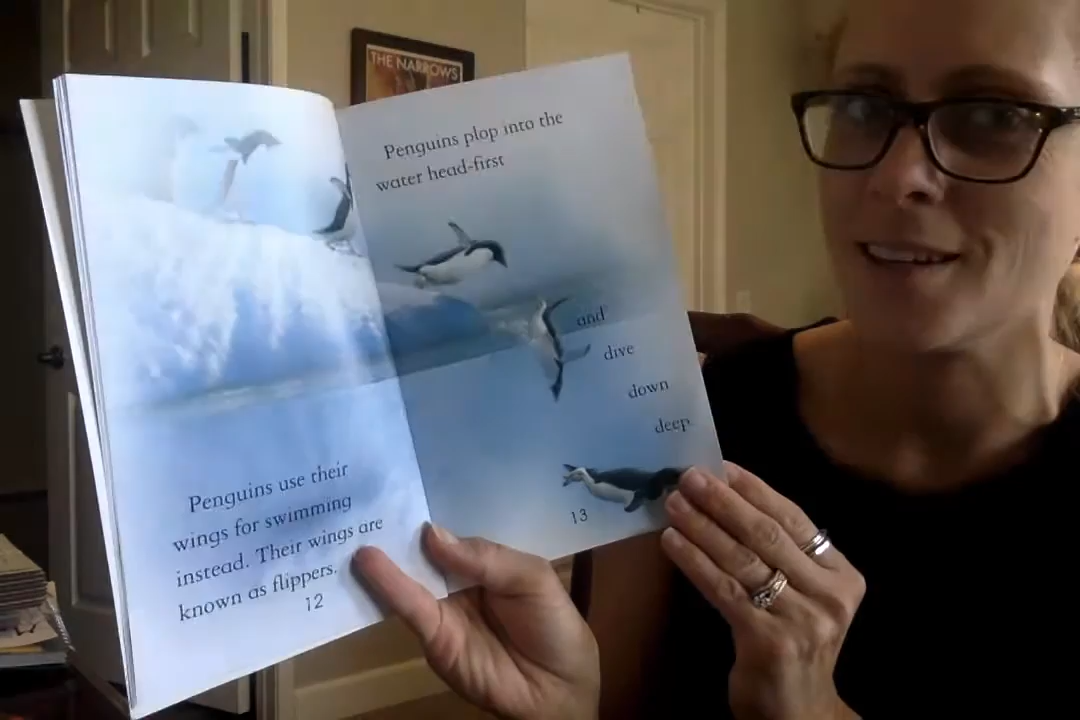 THE NARROWS
Penguins use their
wings for swimming
instead. Their wings are
known as flippers.
12
Penguins plop into the
water head-first
and
dive
down
deep
13